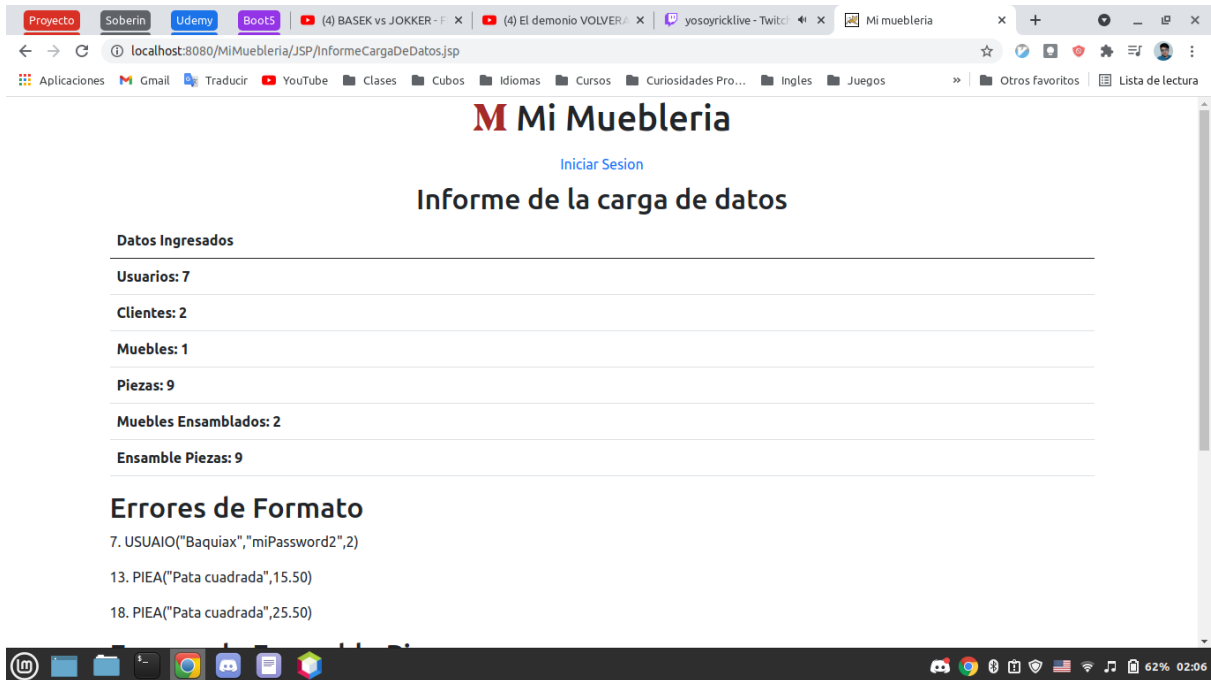 Proyecto Soberin Udemy Boot5 (4) BASEK vs JOKKER - F (4) El demonio VOLVERA yosoyricklive - Twitch Mi muebleria
localhost:8080/MiMuebleria/JSP/InformeCargaDeDatos.jsp
Aplicaciones Gmail Traducir YouTube Clases Cubos Idiomas Cursos Curiosidades Pro... Ingles Juegos » Otros favoritos Lista de lectura
M Mi Muebleria
Iniciar Sesion
Informe de la carga de datos
Datos Ingresados
Usuarios: 7
Clientes: 2
Muebles: 1
Piezas: 9
Muebles Ensamblados: 2
Ensamble Piezas: 9
Errores de Formato
7. USUAIO("Baquiax","miPassword2",2)
13. PIEA("Pata cuadrada",15.50)
18. PIEA("Pata cuadrada",25.50)
62% 02:06